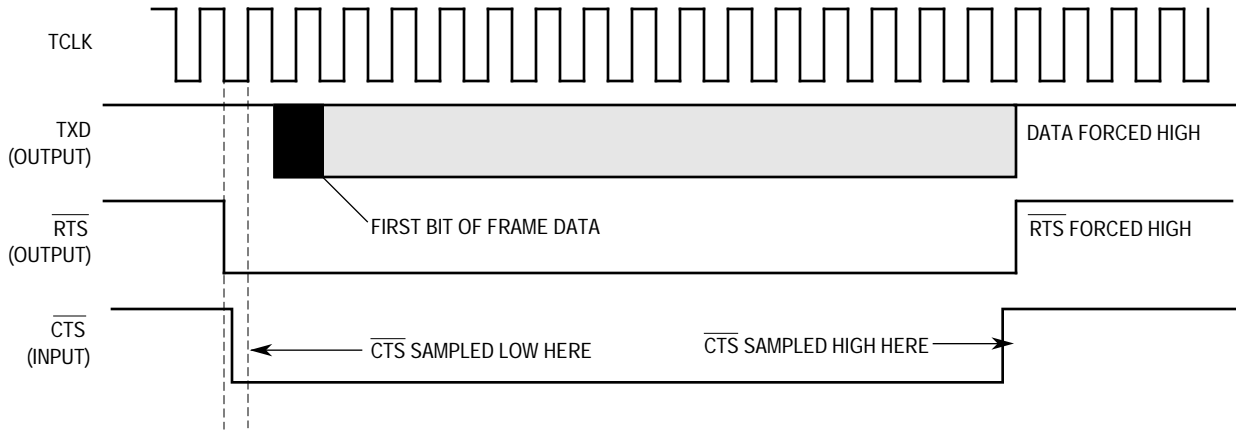 TCLK
TXD
(OUTPUT)
DATA FORCED HIGH
FIRST BIT OF FRAME DATA
RTS
(OUTPUT)
RTS FORCED HIGH
CTS
(INPUT)
CTS SAMPLED LOW HERE
CTS SAMPLED HIGH HERE